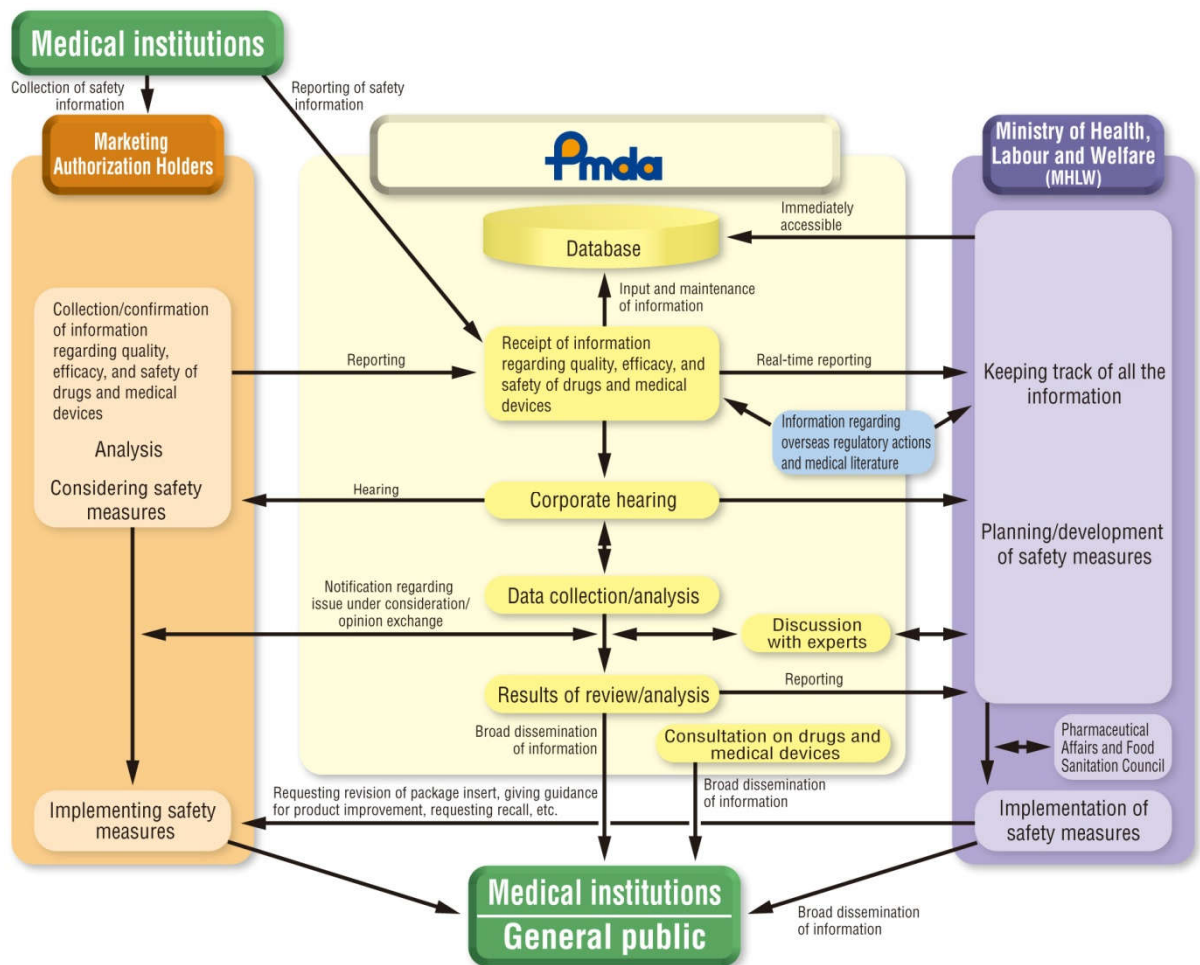 Medical institutions
Collection of safety
information
Reporting of safety
information
Marketing
Authorization Holders
Pmda
Ministry of Health,
Labour and Welfare
(MHLW)
Immediately
accessible
Database
Input and maintenance
of information
Collection/confirmation
of information
regarding quality,
efficacy, and safety
of drugs and medical
devices
Analysis
Considering safety
measures
Reporting
Receipt of information
regarding quality, efficacy, and
safety of drugs and medical
devices
Real-time reporting
Keeping track of all the
information
Information regarding
overseas regulatory actions
and medical literature
Hearing
Corporate hearing
Planning/development
of safety measures
Notification regarding
issue under consideration/
opinion exchange
Data collection/analysis
Discussion
with experts
Results of review/analysis
Reporting
Broad dissemination
of information
Consultation on drugs and
medical devices
Pharmaceutical
Affairs and Food
Sanitation Council
Requesting revision of package insert, giving guidance
for product improvement, requesting recall, etc.
Broad dissemination
of information
Implementing safety
measures
Implementation of
safety measures
Medical institutions
General public
Broad dissemination
of information